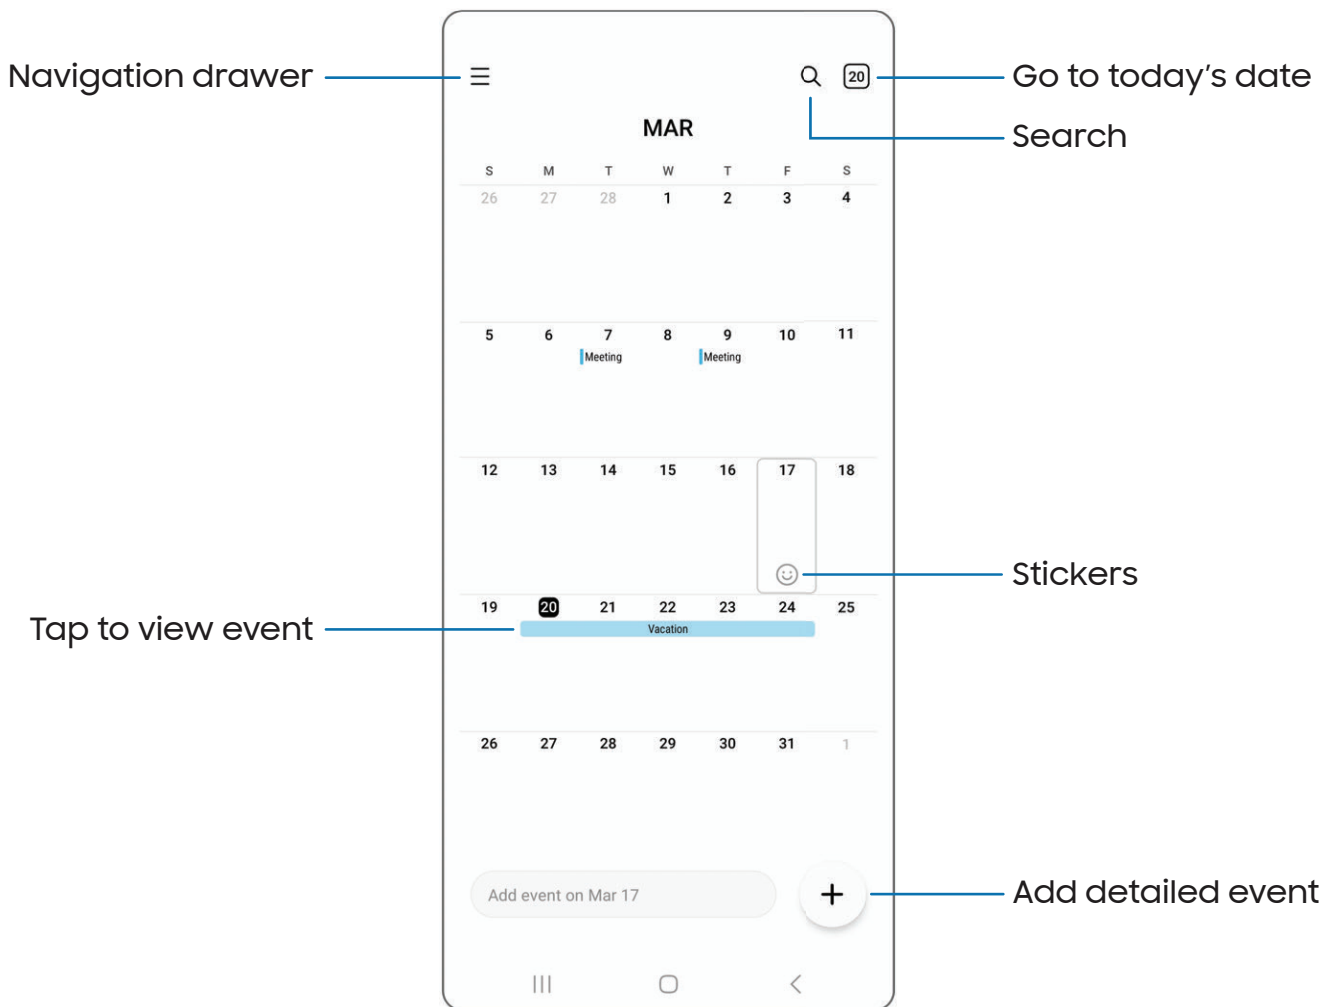 Navigation drawer
20
Go to today's date
Search
MAR
S M T W T F S
26 27 28 1 2 3 4
5 6 7 8 9 10 11
Meeting Meeting
12 13 14 15 16 17 18
Stickers
19 20 21 22 23 24 25
Tap to view event
Vacation
26 27 28 29 30 31 1
Add event on Mar 17
+
Add detailed event